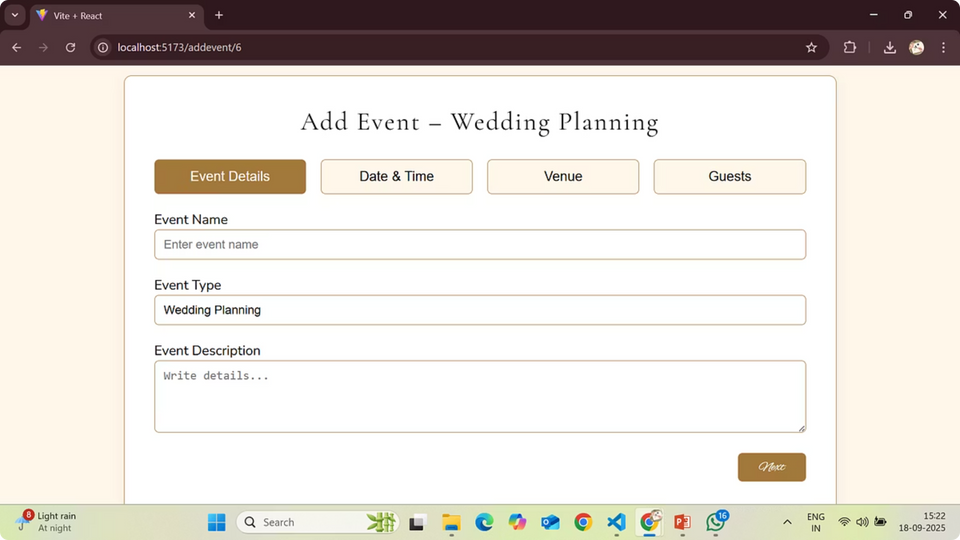 Vite + React
localhost:5173/addevent/6
Add Event – Wedding Planning
Event Details
Date & Time
Venue
Guests
Event Name
Enter event name
Event Type
Wedding Planning
Event Description
Write details...
Next
8
Light rain
At night
Search
16
ENG
IN
15:22
18-09-2025